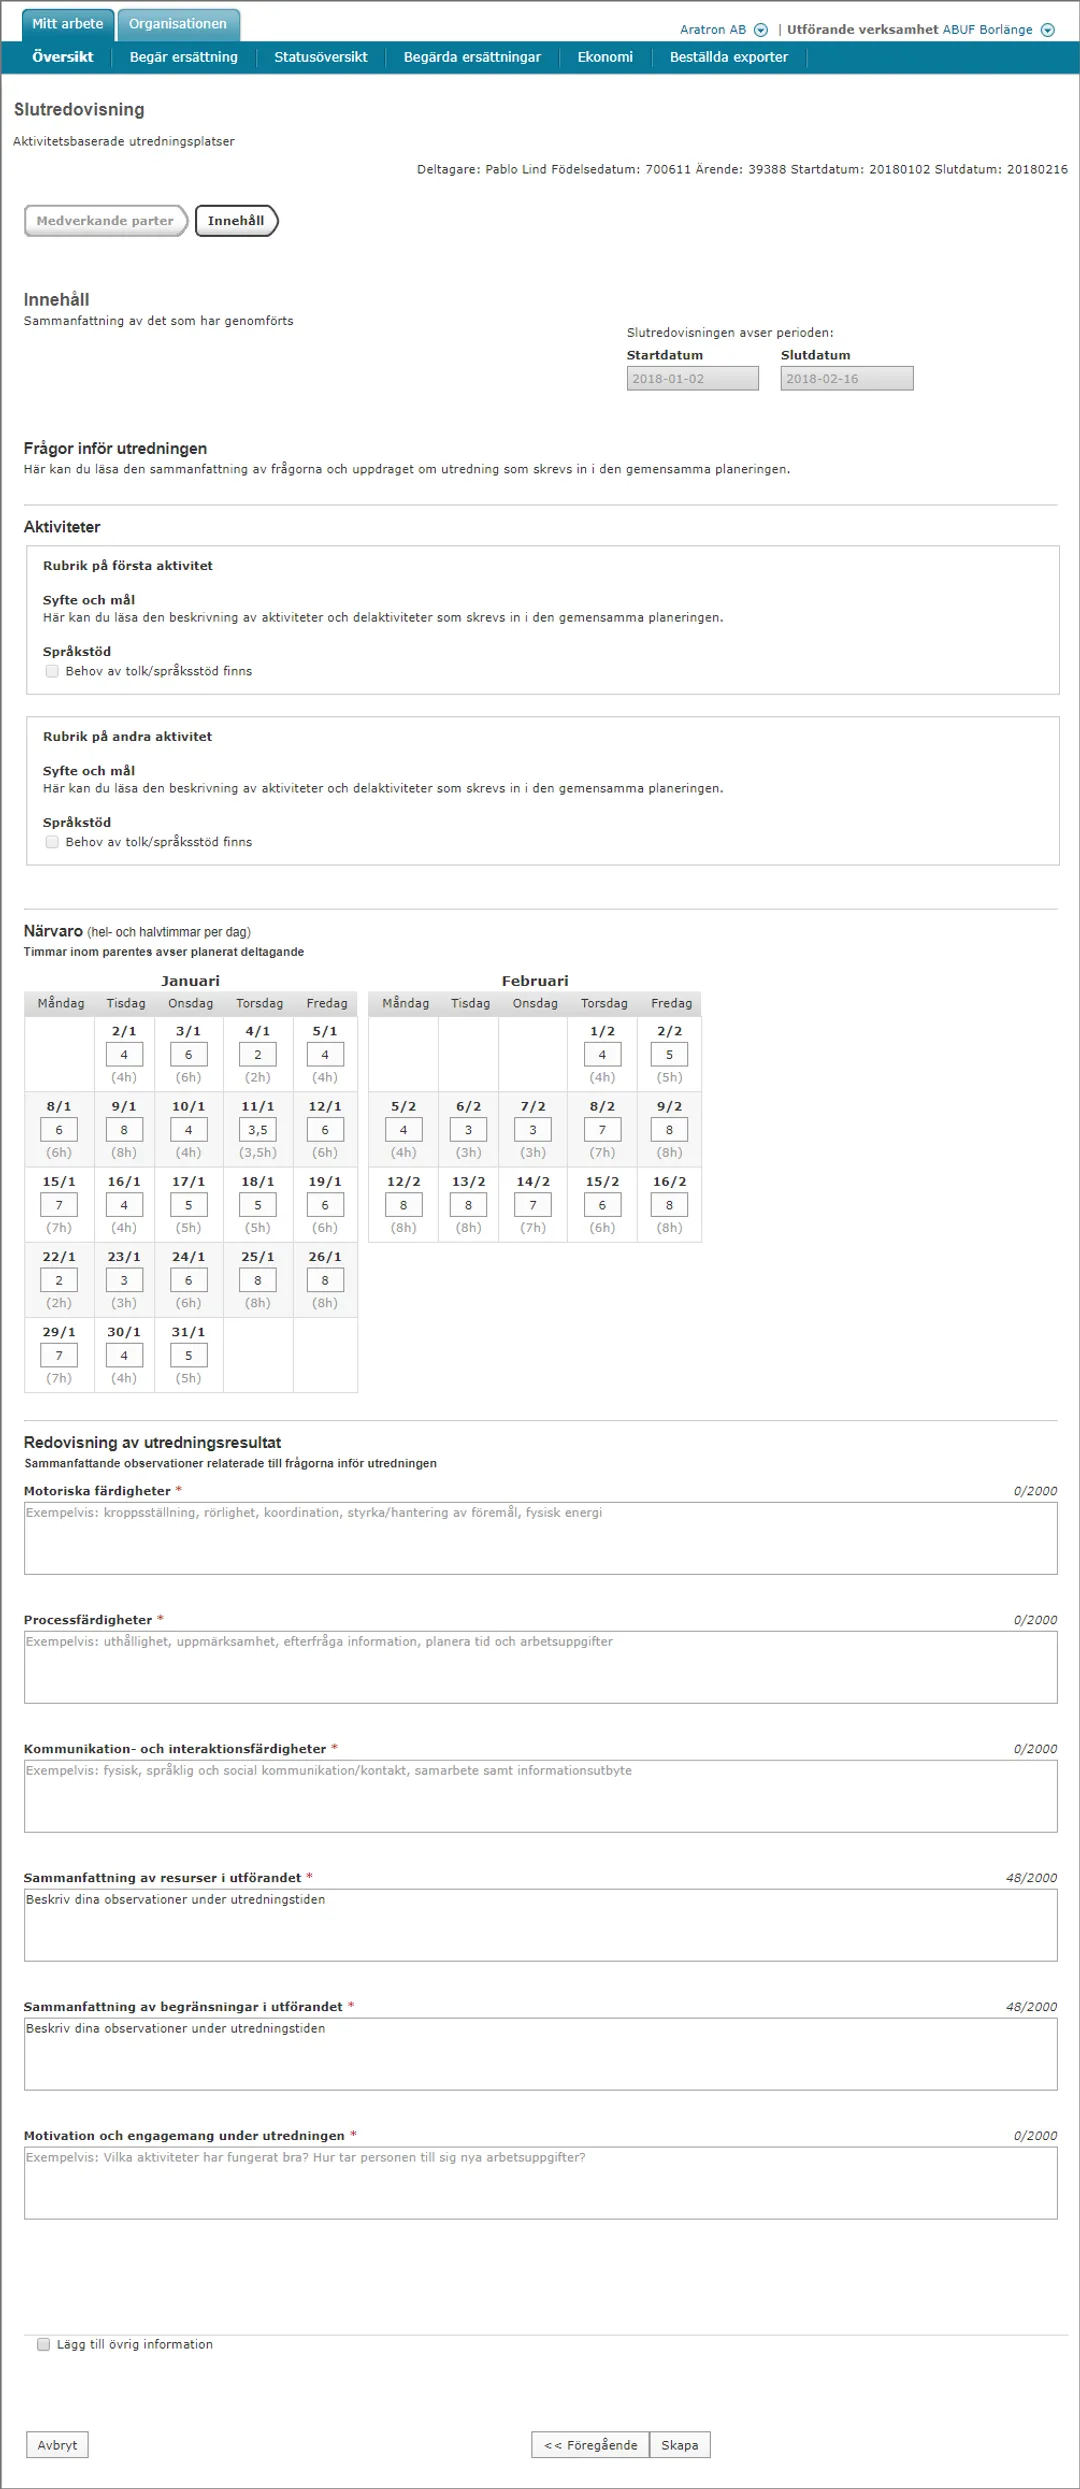 Mitt arbete Organisationen
Aratron AB | Utförande verksamhet ABUF Borlänge
Översikt Begär ersättning Statusöversikt Begärda ersättningar Ekonomi Beställda exporter
Slutredovisning
Aktivitetsbaserade utredningsplatser
Deltagare: Pablo Lind Födelsedatum: 700611 Ärende: 39388 Startdatum: 20180102 Slutdatum: 20180216
Medverkande parter Innehåll
Innehåll
Sammanfattning av det som har genomförts
Slutredovisningen avser perioden:
Startdatum Slutdatum
2018-01-02 2018-02-16
Frågor inför utredningen
Här kan du läsa den sammanfattning av frågorna och uppdraget om utredning som skrevs in i den gemensamma planeringen.
Aktiviteter
Rubrik på första aktivitet
Syfte och mål
Här kan du läsa den beskrivning av aktiviteter och delaktiviteter som skrevs in i den gemensamma planeringen.
Språkstöd
Behov av tolk/språksstöd finns
Rubrik på andra aktivitet
Syfte och mål
Här kan du läsa den beskrivning av aktiviteter och delaktiviteter som skrevs in i den gemensamma planeringen.
Språkstöd
Behov av tolk/språksstöd finns
Närvaro (hel- och halvtimmar per dag)
Timmar inom parentes avser planerat deltagande
Januari
Måndag Tisdag Onsdag Torsdag Fredag
2/1 3/1 4/1 5/1
4 6 2 4
(4h) (6h) (2h) (4h)
8/1 9/1 10/1 11/1 12/1
6 8 4 3,5 6
(6h) (8h) (4h) (3,5h) (6h)
15/1 16/1 17/1 18/1 19/1
7 4 5 5 6
(7h) (4h) (5h) (5h) (6h)
22/1 23/1 24/1 25/1 26/1
2 3 6 8 8
(2h) (3h) (6h) (8h) (8h)
29/1 30/1 31/1
7 4 5
(7h) (4h) (5h)
Februari
Måndag Tisdag Onsdag Torsdag Fredag
1/2 2/2
4 5
(4h) (5h)
5/2 6/2 7/2 8/2 9/2
4 3 3 7 8
(4h) (3h) (3h) (7h) (8h)
12/2 13/2 14/2 15/2 16/2
8 8 7 6 8
(8h) (8h) (7h) (6h) (8h)
Redovisning av utredningsresultat
Sammanfattande observationer relaterade till frågorna inför utredningen
Motoriska färdigheter * 0/2000
Exempelvis: kroppsställning, rörlighet, koordination, styrka/hantering av föremål, fysisk energi
Processfärdigheter * 0/2000
Exempelvis: uthållighet, uppmärksamhet, efterfråga information, planera tid och arbetsuppgifter
Kommunikation- och interaktionsfärdigheter * 0/2000
Exempelvis: fysisk, språklig och social kommunikation/kontakt, samarbete samt informationsutbyte
Sammanfattning av resurser i utförandet * 48/2000
Beskriv dina observationer under utredningstiden
Sammanfattning av begränsningar i utförandet * 48/2000
Beskriv dina observationer under utredningstiden
Motivation och engagemang under utredningen * 0/2000
Exempelvis: Vilka aktiviteter har fungerat bra? Hur tar personen till sig nya arbetsuppgifter?
Lägg till övrig information
Avbryt << Föregående Skapa